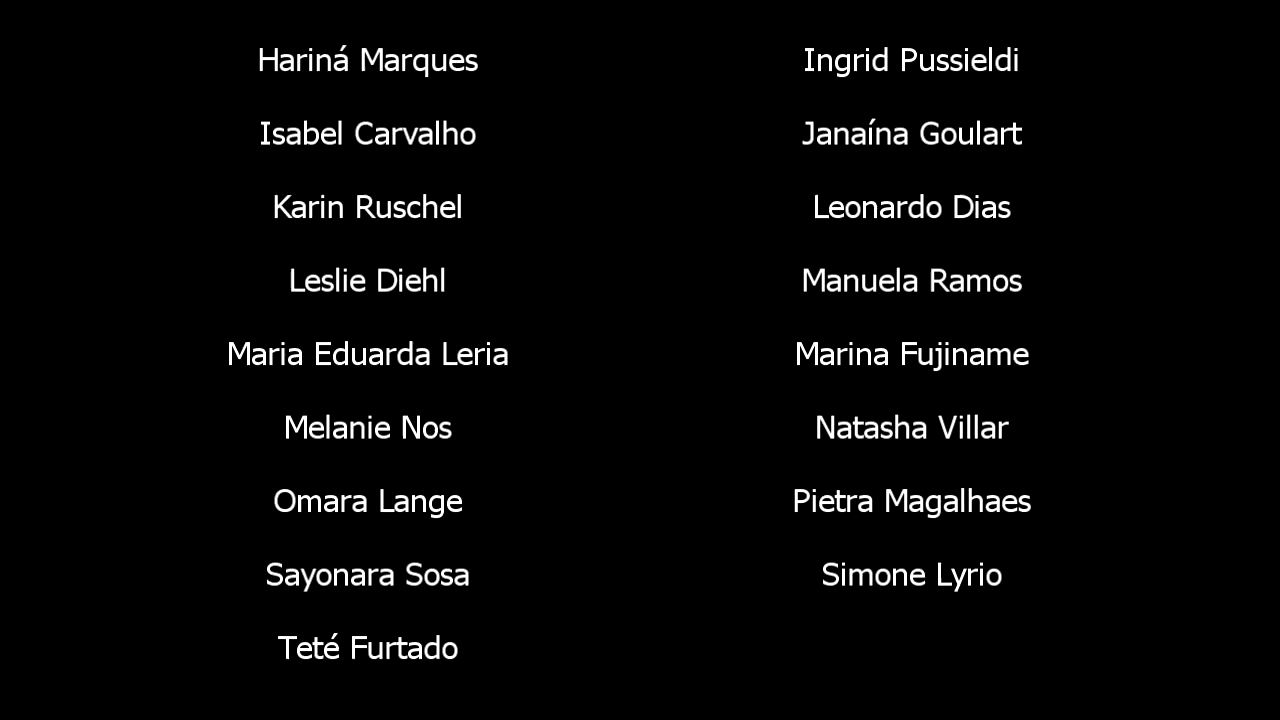 Hariná Marques
Ingrid Pussieldi
Isabel Carvalho
Janaína Goulart
Karin Ruschel
Leonardo Dias
Leslie Diehl
Manuela Ramos
Maria Eduarda Leria
Marina Fujiname
Melanie Nos
Natasha Villar
Omara Lange
Pietra Magalhaes
Sayonara Sosa
Simone Lyrio
Teté Furtado